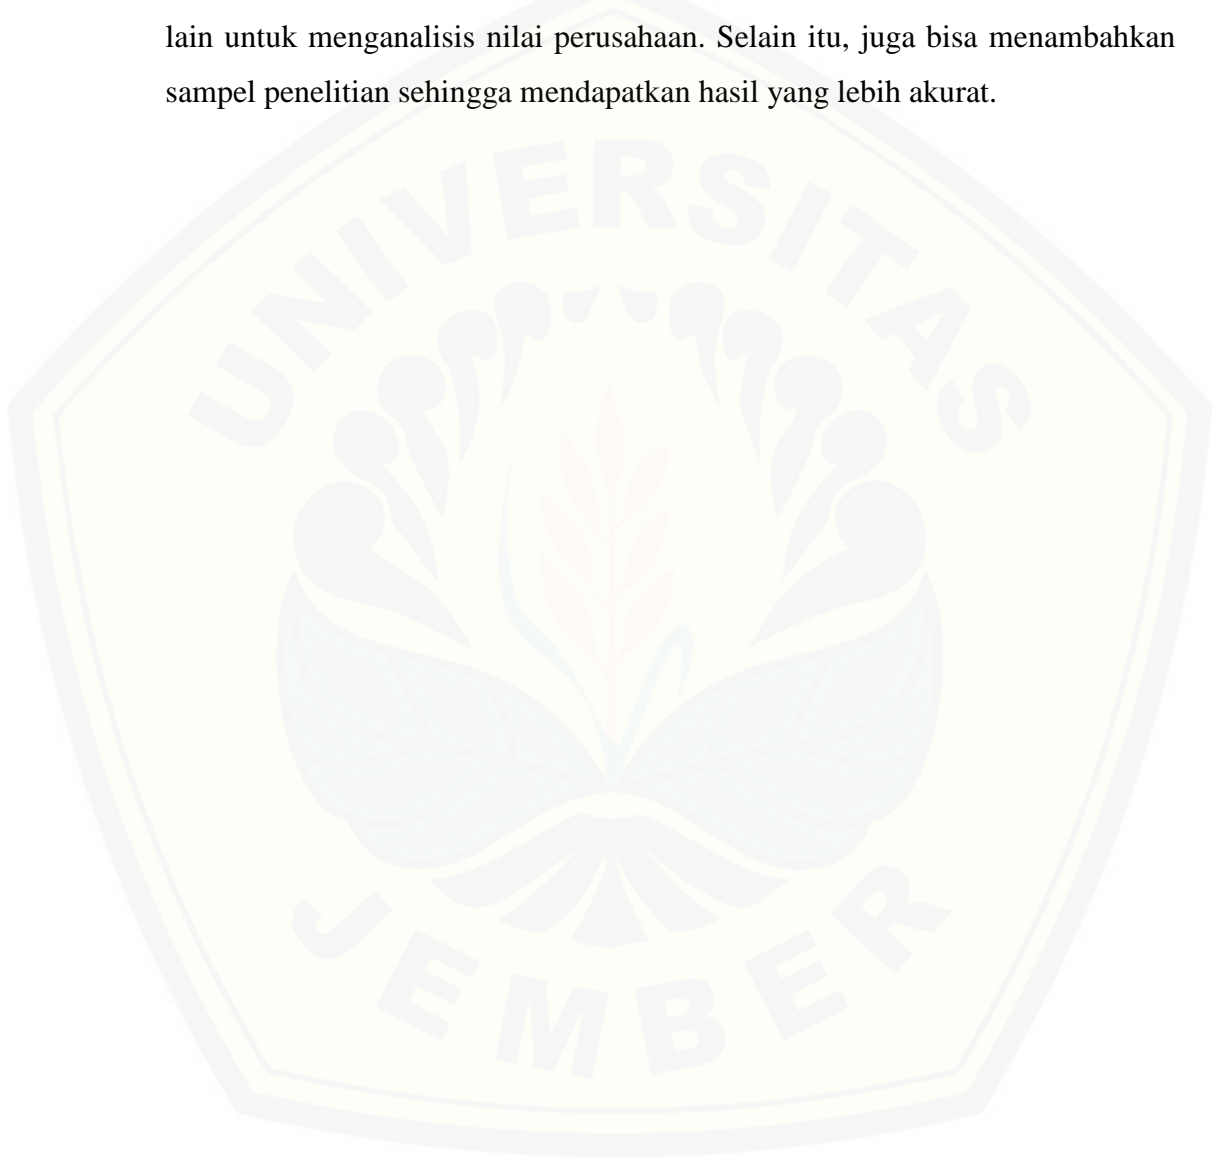 lain untuk menganalisis nilai perusahaan. Selain itu, juga bisa menambahkan
sampel penelitian sehingga mendapatkan hasil yang lebih akurat.
UNIVERSITAS
JEMBER